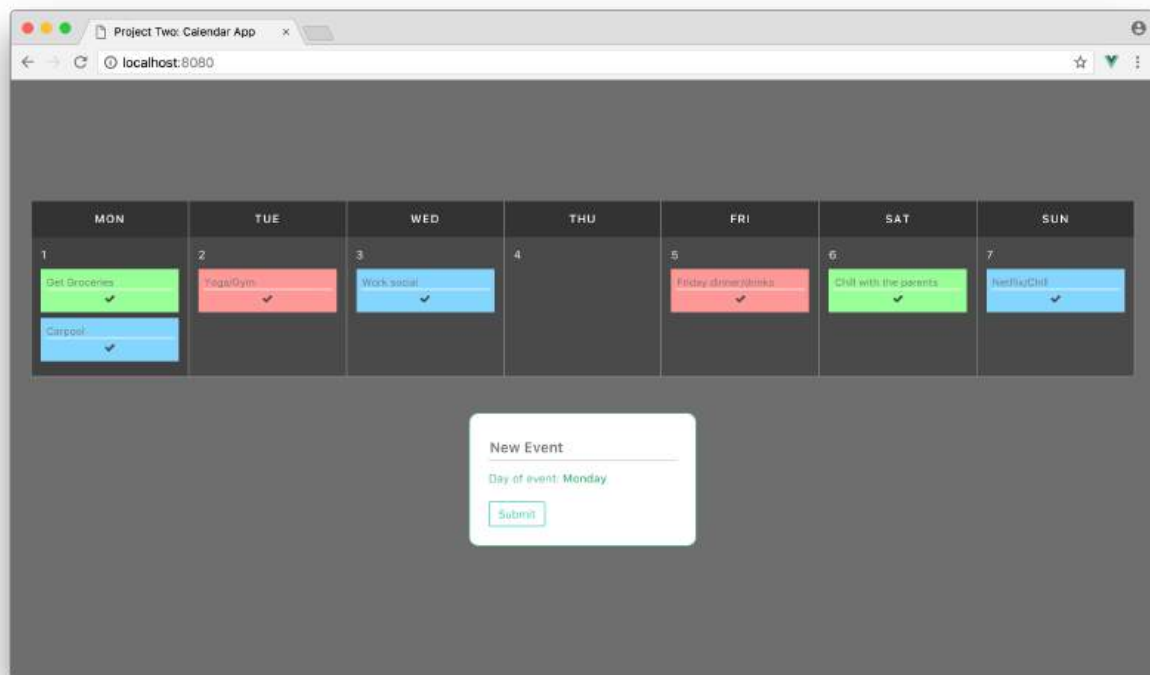 Project Two: Calendar App
localhost:8080
MON TUE WED THU FRI SAT SUN
1 2 3 4 5 6 7
Get Groceries Yoga/Gym Work social Friday dinner/drinks Chill with the parents Netflix/Chill
Carpool
New Event
Day of event: Monday
Submit